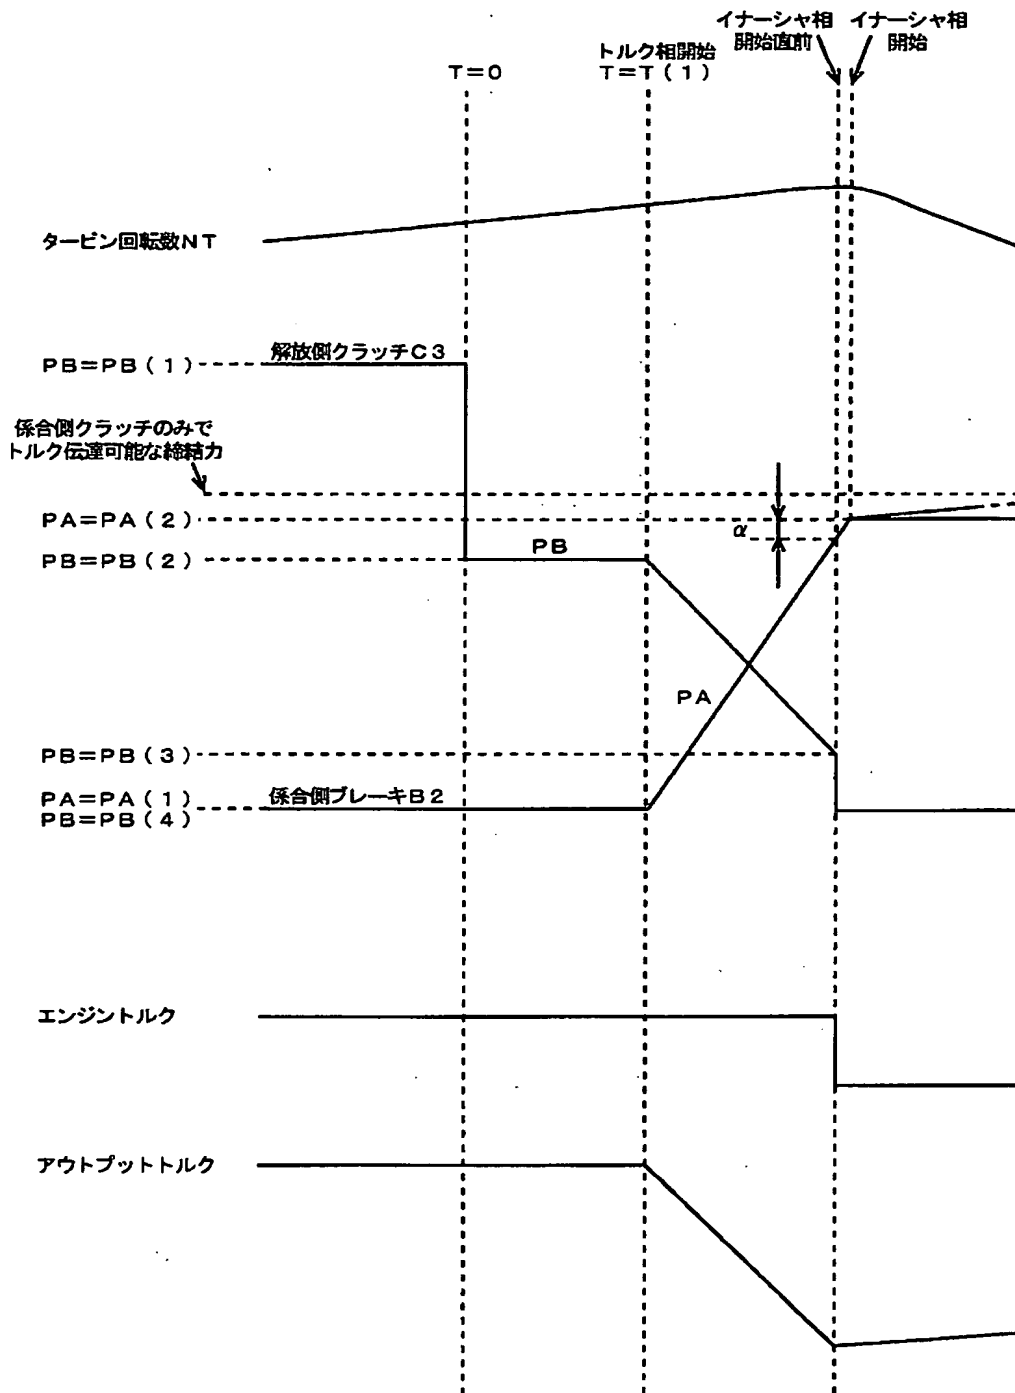 イナーシャ相
開始直前
イナーシャ相
開始
トルク相開始
T=T(1)
T=0
タービン回転数NT
PB=PB(1)
解放側クラッチC3
係合側クラッチのみで
トルク伝達可能な締結力
PA=PA(2)
α
PB=PB(2)
PB
PA
PB=PB(3)
PA=PA(1)
PB=PB(4)
係合側ブレーキB2
エンジントルク
アウトプットトルク